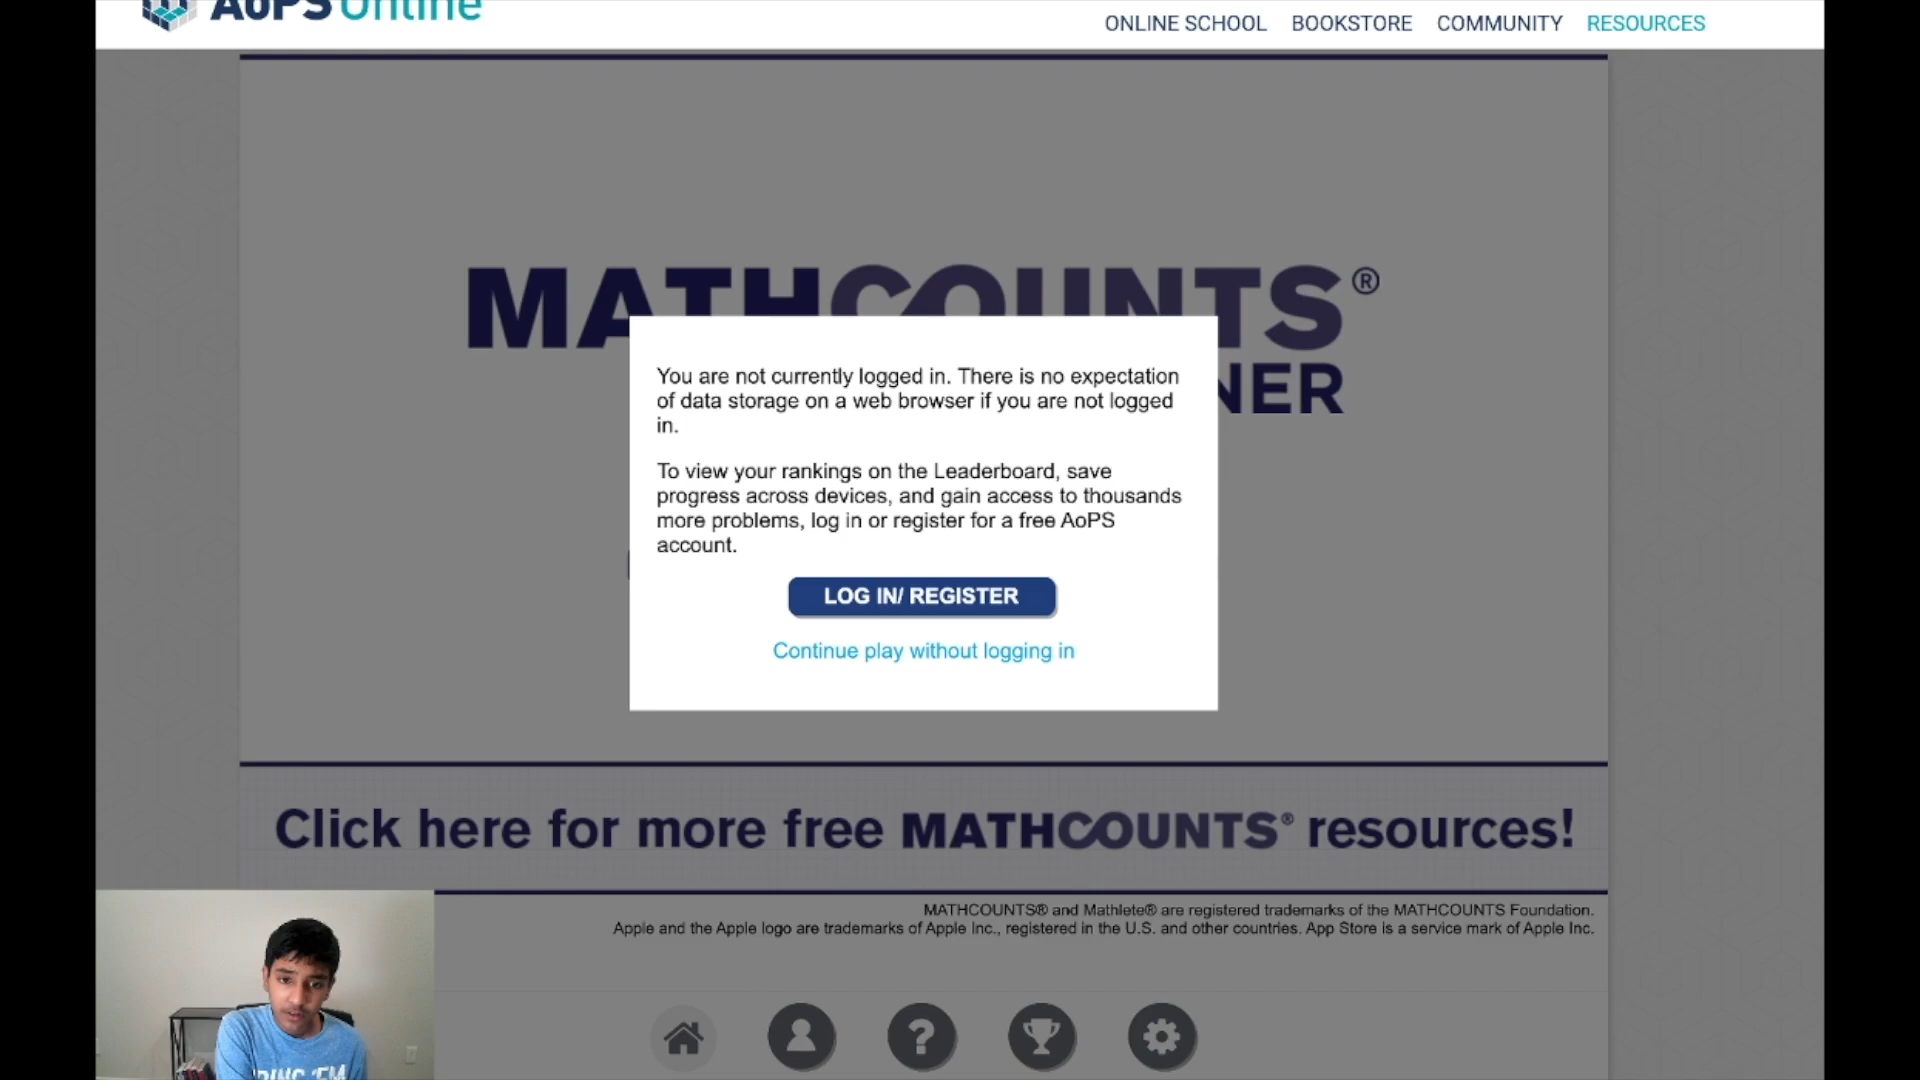 AoPS Online
ONLINE SCHOOL BOOKSTORE COMMUNITY RESOURCES
MATHCOUNTS®
NER
You are not currently logged in. There is no expectation
of data storage on a web browser if you are not logged
in.
To view your rankings on the Leaderboard, save
progress across devices, and gain access to thousands
more problems, log in or register for a free AoPS
account.
LOG IN/ REGISTER
Continue play without logging in
Click here for more free MATHCOUNTS® resources!
MATHCOUNTS® and Mathlete® are registered trademarks of the MATHCOUNTS Foundation.
Apple and the Apple logo are trademarks of Apple Inc., registered in the U.S. and other countries. App Store is a service mark of Apple Inc.
?